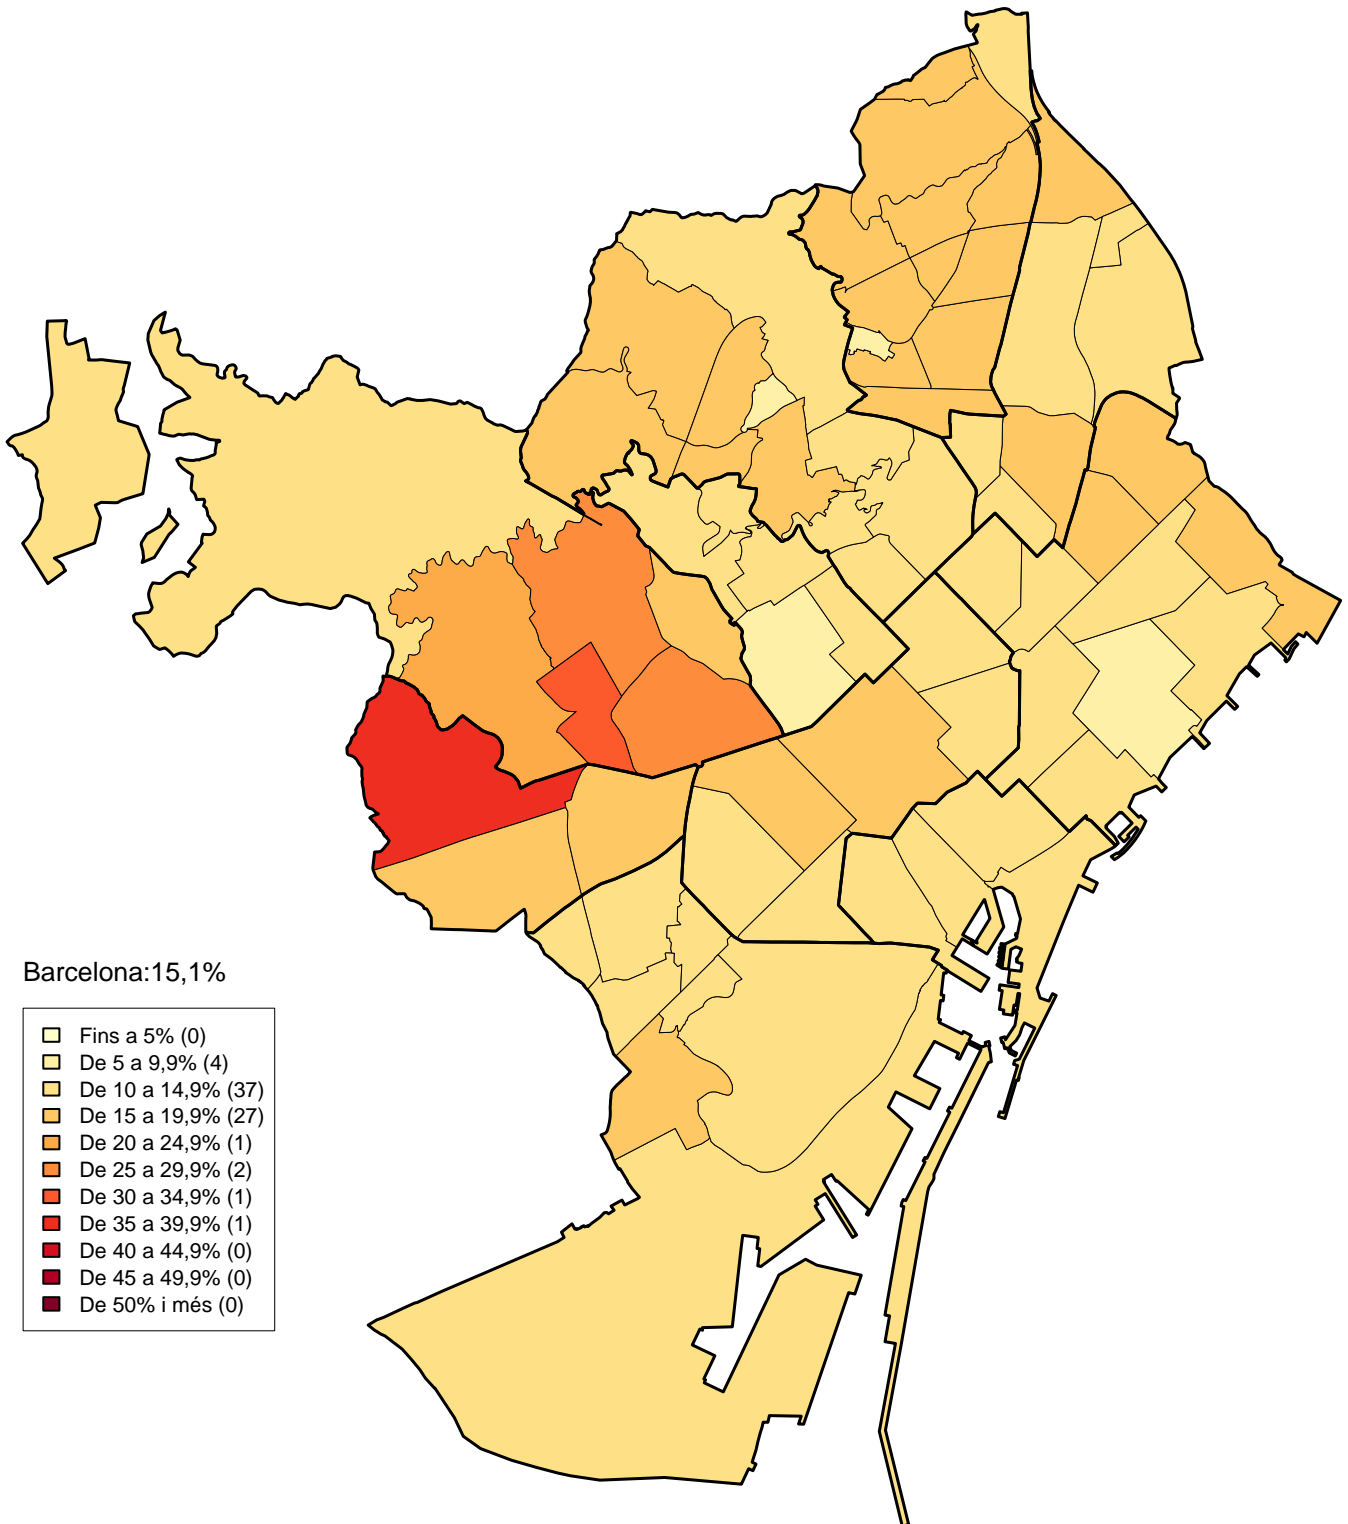 Barcelona:15,1%
Fins a 5% (0)
De 5 a 9,9% (4)
De 10 a 14,9% (37)
De 15 a 19,9% (27)
De 20 a 24,9% (1)
De 25 a 29,9% (2)
De 30 a 34,9% (1)
De 35 a 39,9% (1)
De 40 a 44,9% (0)
De 45 a 49,9% (0)
De 50% i més (0)